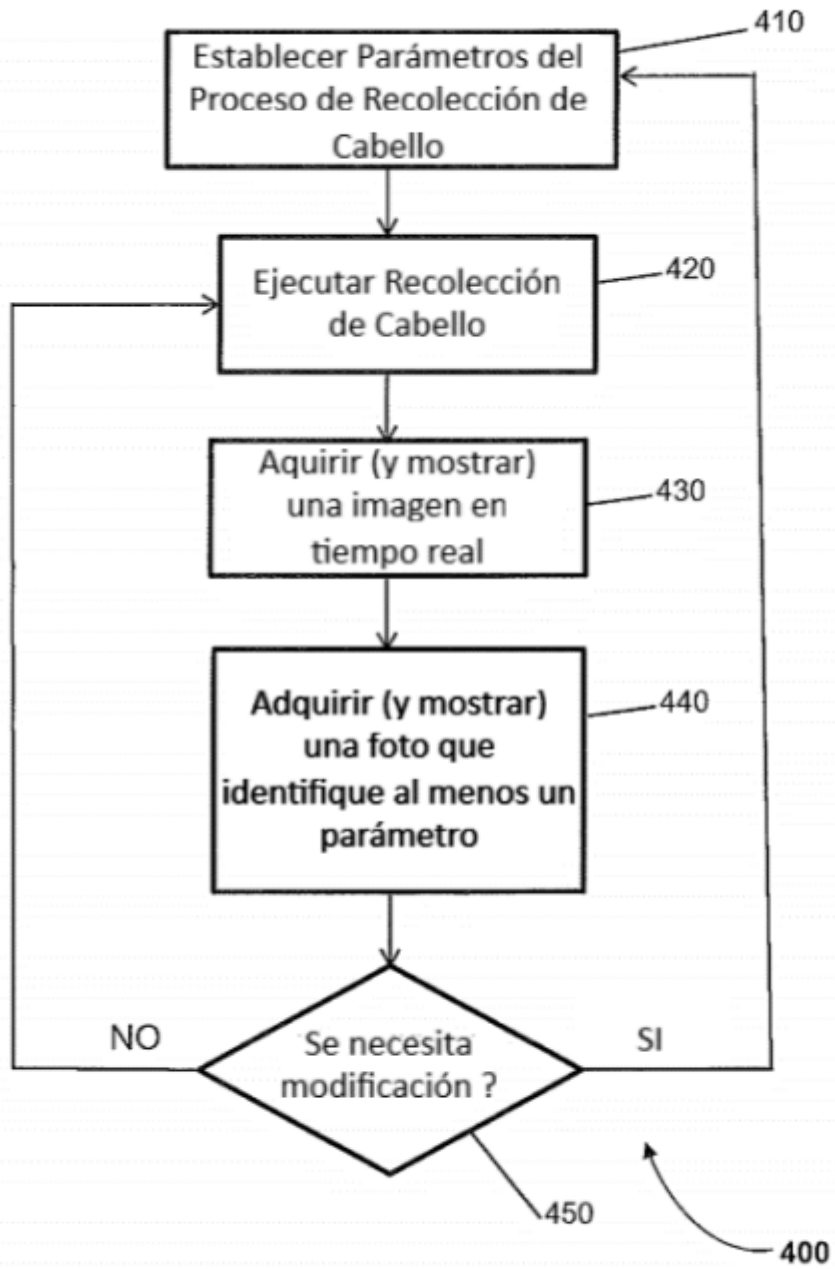 410
Establecer Parámetros del
Proceso de Recolección de
Cabello
Ejecutar Recolección
de Cabello
420
Aquirir (y mostrar)
una imagen en
tiempo real
430
Adquirir (y mostrar)
una foto que
identifique al menos un
parámetro
440
NO
Se necesita
modificación ?
SI
450
400